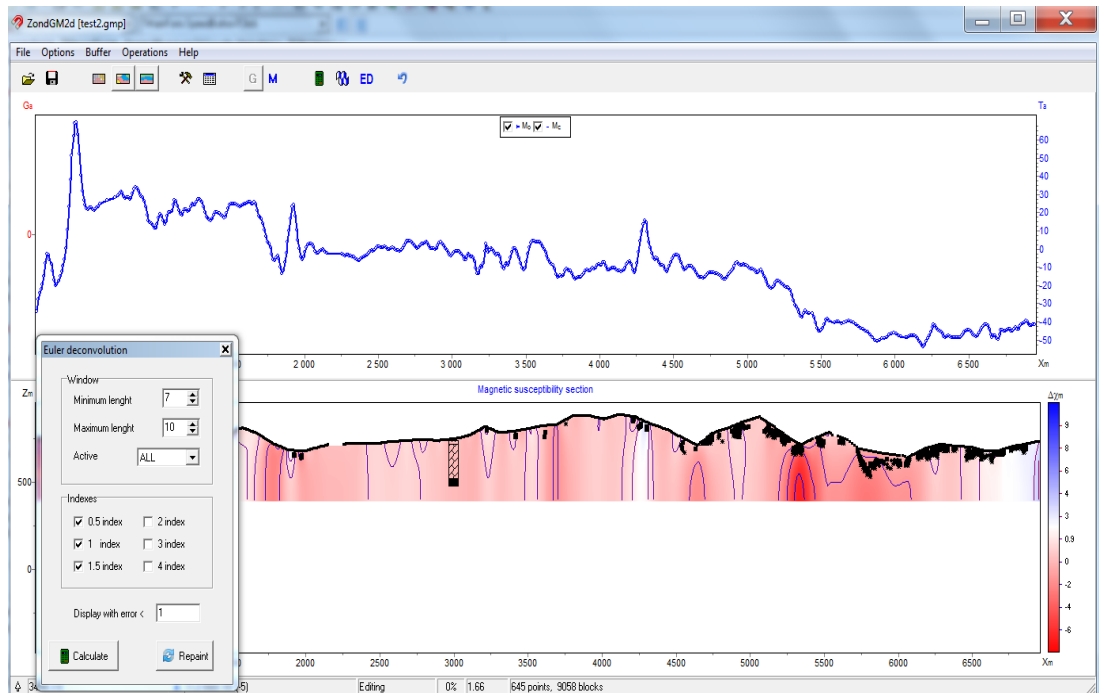 ZondGM2d [test2.gmp]
File Options Buffer Operations Help
G M ED
Ga
Ta
Mo Mc
60
50
40
30
20
10
0
-10
-20
-30
-40
-50
0
2 000 2 500 3 000 3 500 4 000 4 500 5 000 5 500 6 000 6 500 Xm
Euler deconvolution
Window
Minimum lenght 7
Maximum lenght 10
Active ALL
Indexes
0.5 index 2 index
1 index 3 index
1.5 index 4 index
Display with error < 1
Calculate Repaint
Zm
Magnetic susceptibility section
Δχm
500
0
9
8
6
4
3
0.9
0
-2
-4
-6
2000 2500 3000 3500 4000 4500 5000 5500 6000 6500 Xm
Editing 0% 1.66 645 points, 9058 blocks